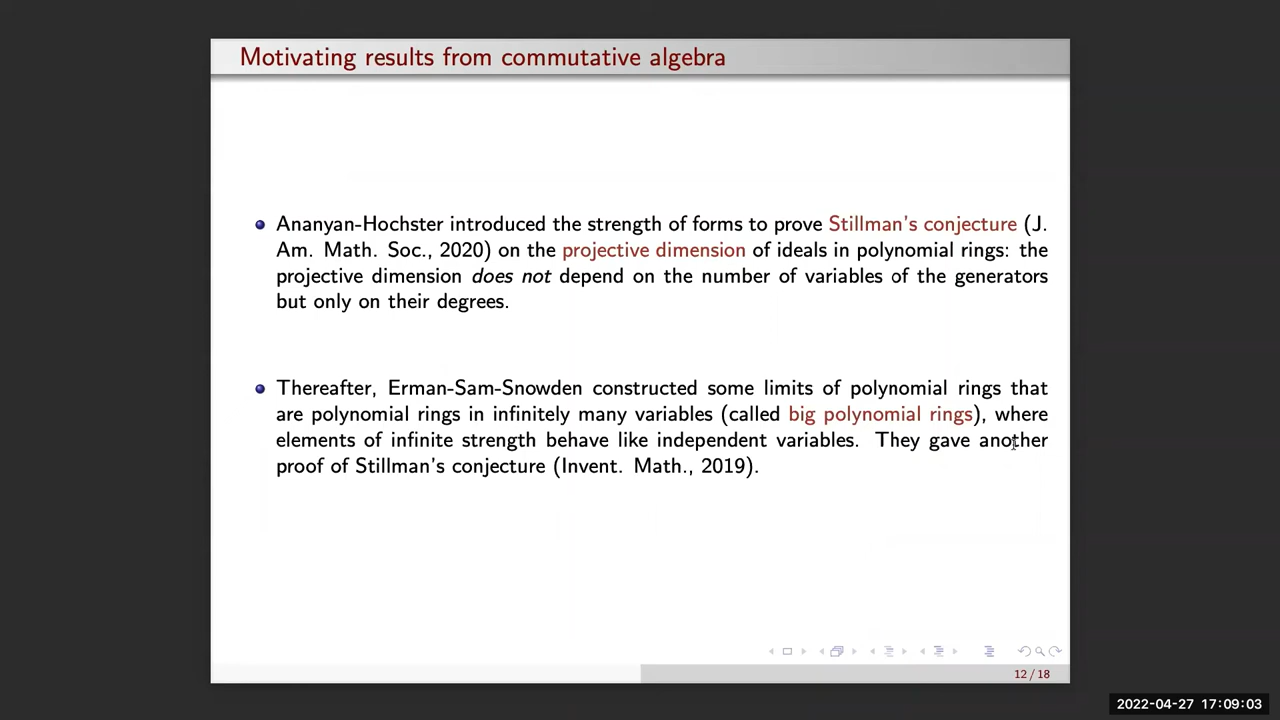 Motivating results from commutative algebra
Ananyan-Hochster introduced the strength of forms to prove Stillman's conjecture (J.
Am. Math. Soc., 2020) on the projective dimension of ideals in polynomial rings: the
projective dimension does not depend on the number of variables of the generators
but only on their degrees.
Thereafter, Erman-Sam-Snowden constructed some limits of polynomial rings that
are polynomial rings in infinitely many variables (called big polynomial rings), where
elements of infinite strength behave like independent variables. They gave another
proof of Stillman's conjecture (Invent. Math., 2019).
12 / 18
2022-04-27 17:09:03